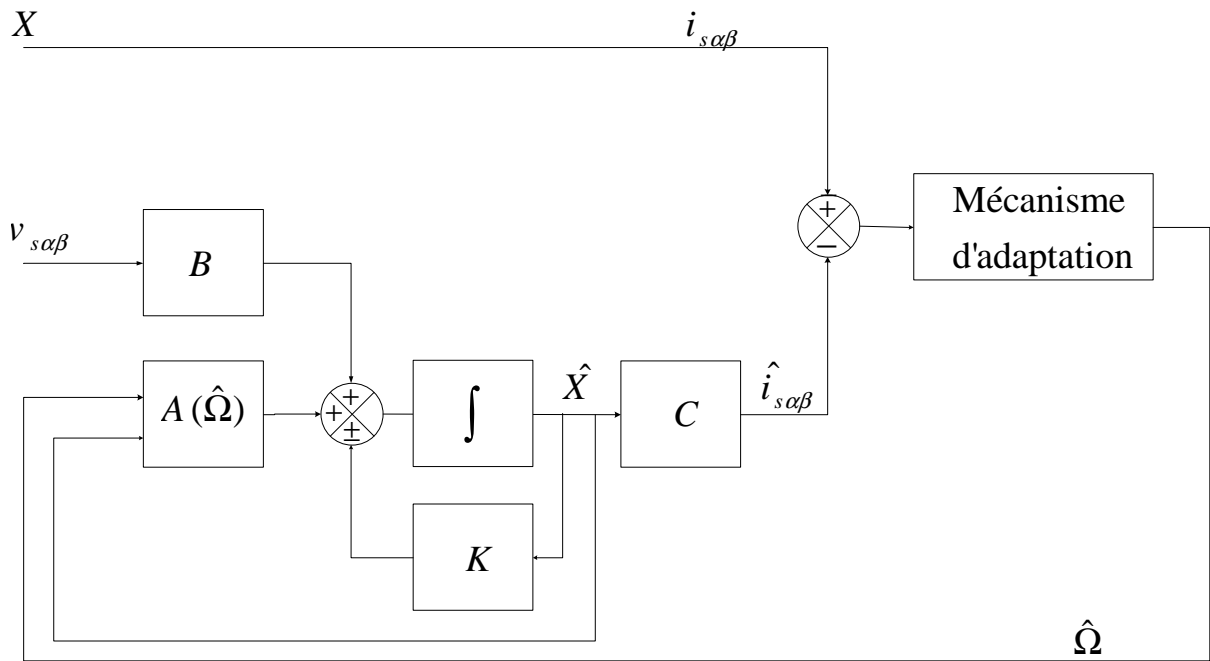 X
i_{sαβ}
+
−
Mécanisme
d'adaptation
v_{sαβ}
B
A(Ω̂)
+
+
±
∫
X̂
C
î_{sαβ}
K
Ω̂